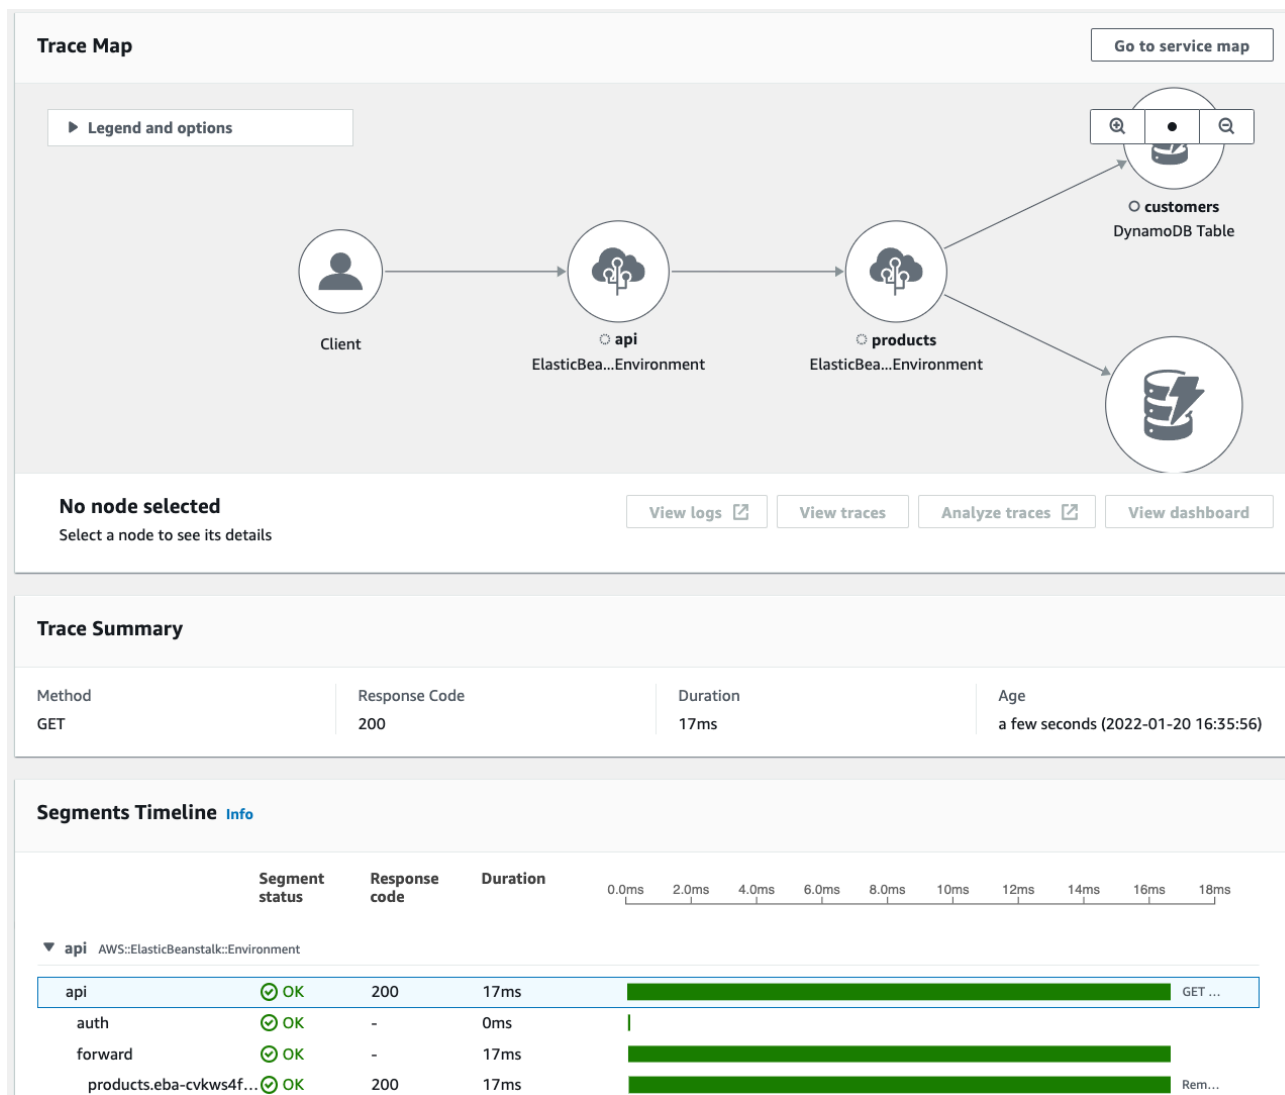 Trace Map
Go to service map
Legend and options
customers
DynamoDB Table
Client
api
ElasticBea...Environment
products
ElasticBea...Environment
No node selected
Select a node to see its details
View logs
View traces
Analyze traces
View dashboard
Trace Summary
Method
GET
Response Code
200
Duration
17ms
Age
a few seconds (2022-01-20 16:35:56)
Segments Timeline Info
Segment status
Response code
Duration
0.0ms 2.0ms 4.0ms 6.0ms 8.0ms 10ms 12ms 14ms 16ms 18ms
api AWS::ElasticBeanstalk::Environment
api OK 200 17ms GET ...
auth OK - 0ms
forward OK - 17ms
products.eba-cvkws4f... OK 200 17ms Rem...